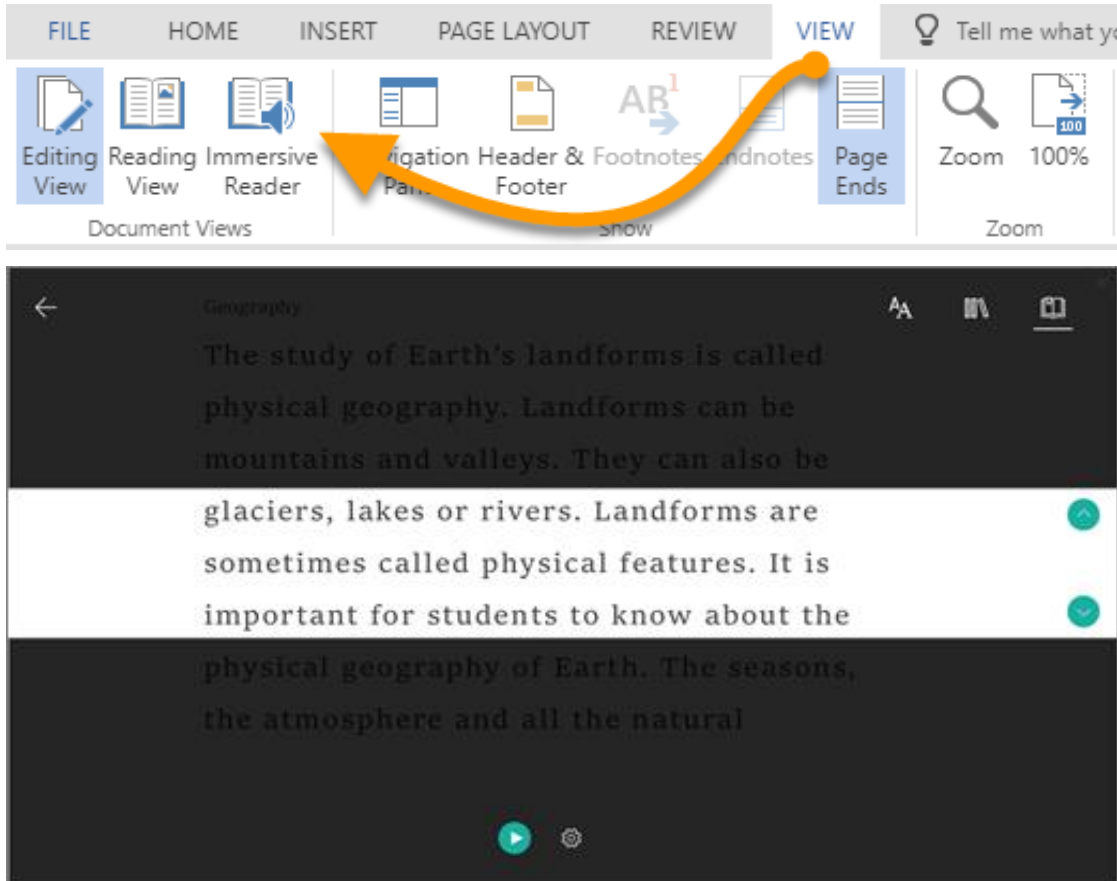 FILE HOME INSERT PAGE LAYOUT REVIEW VIEW Tell me what
Editing Reading Immersive Header & Footnotes Page Zoom 100%
View View Reader Footer Ends
Document Views Show Zoom
Geography
The study of Earth's landforms is called
physical geography. Landforms can be
mountains and valleys. They can also be
glaciers, lakes or rivers. Landforms are
sometimes called physical features. It is
important for students to know about the
physical geography of Earth. The seasons,
the atmosphere and all the natural